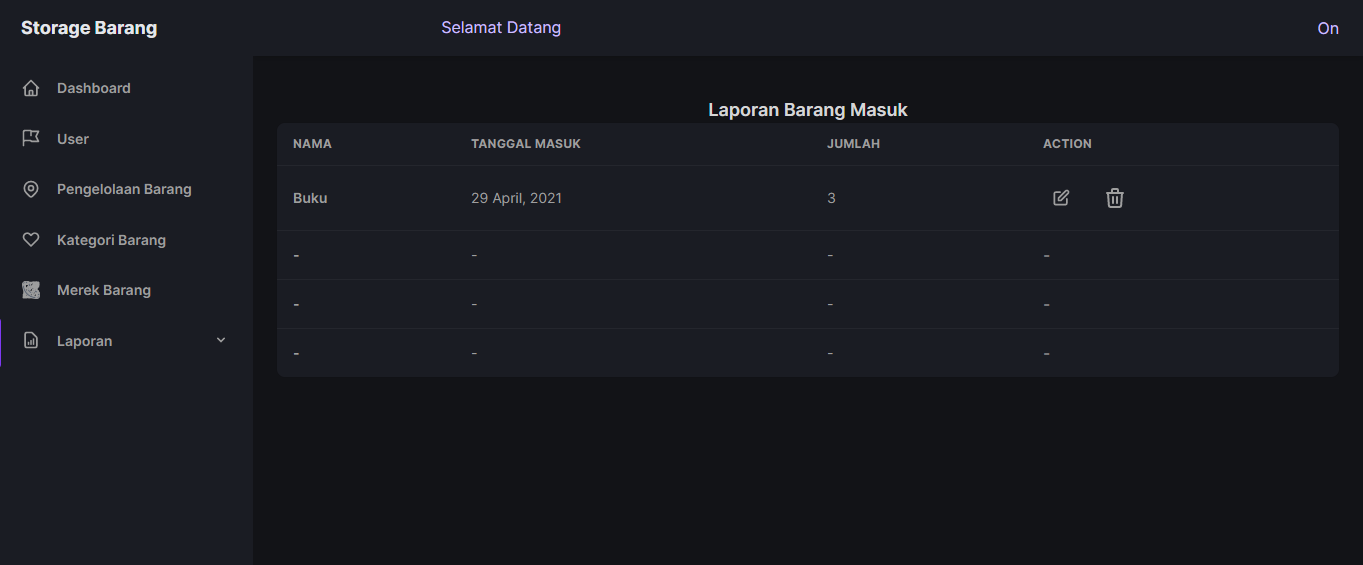 Storage Barang
Selamat Datang
On
Dashboard
User
Pengelolaan Barang
Kategori Barang
Merek Barang
Laporan
Laporan Barang Masuk
NAMA TANGGAL MASUK JUMLAH ACTION
Buku 29 April, 2021 3
- - - -
- - - -
- - - -